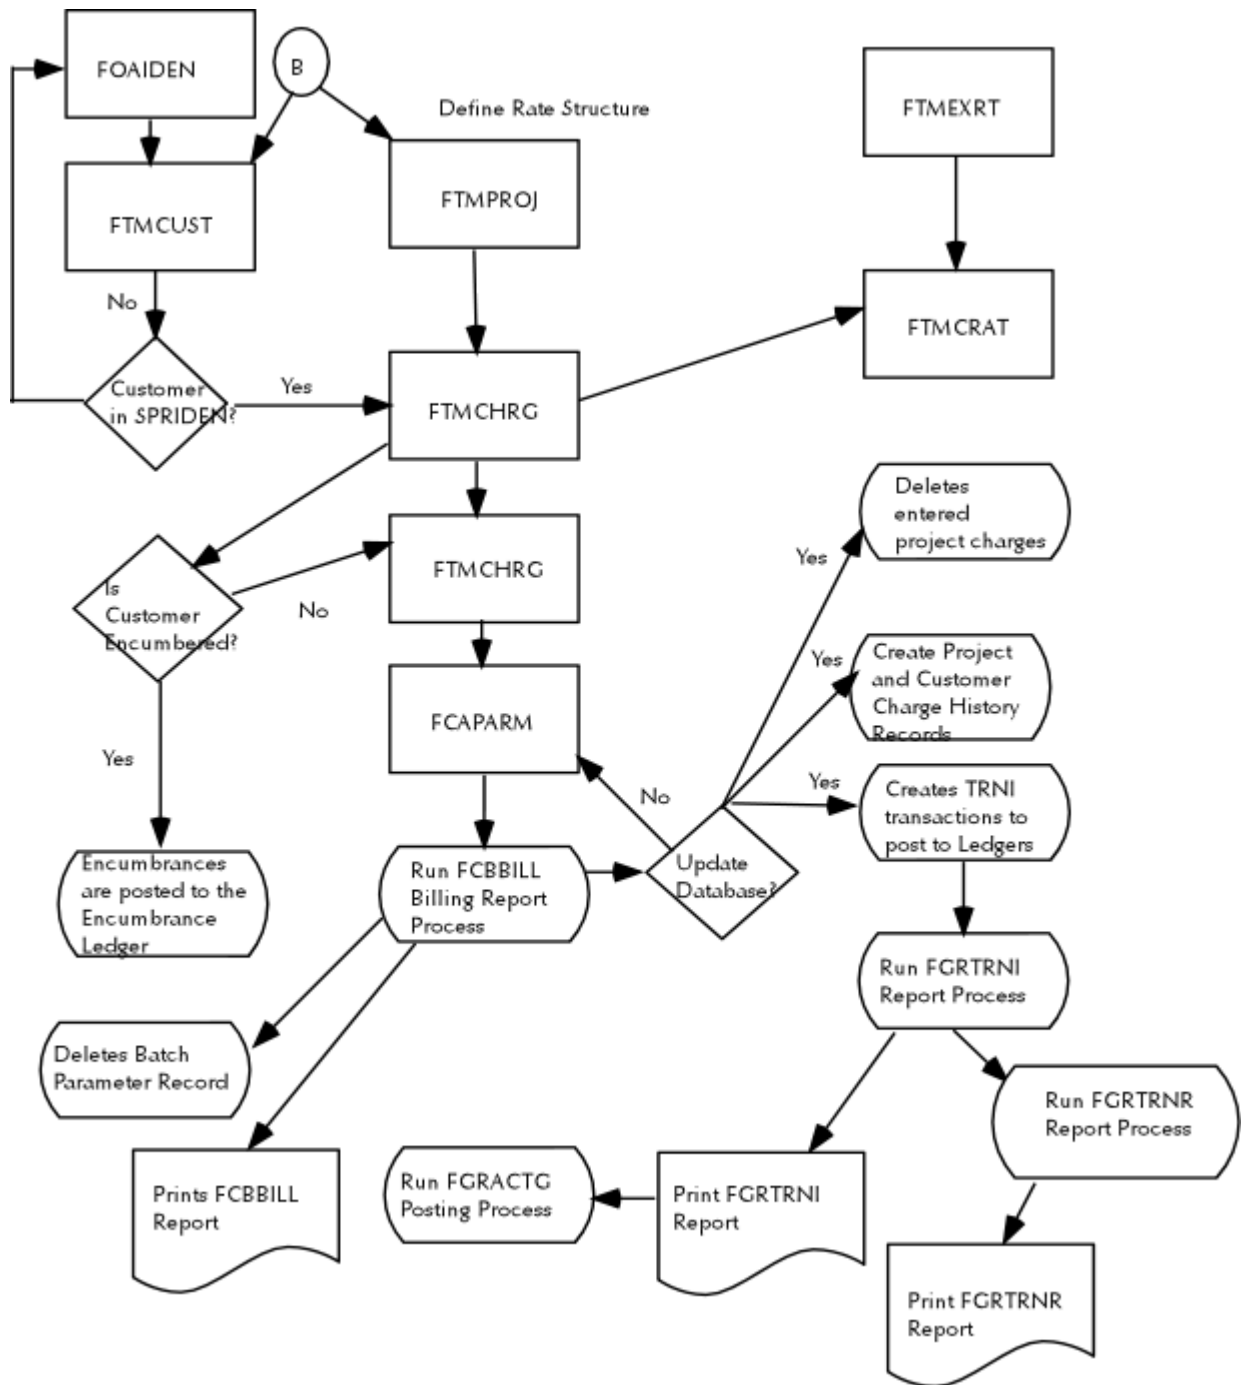 FOAIDEN
B
Define Rate Structure
FTMEXRT
FTMCUST
FTMPROJ
No
FTMCRAT
Customer
in SPRIDEN?
Yes
FTMCHRG
Deletes
entered
project charges
Yes
Is
Customer
Encumbered?
No
FTMCHRG
Yes
Create Project
and Customer
Charge History
Records
FCAPARM
Yes
No
Yes
Creates TRNI
transactions to
post to Ledgers
Encumbrances
are posted to the
Encumbrance
Ledger
Run FCBBILL
Billing Report
Process
Update
Database?
Run FGRTRNI
Report Process
Deletes Batch
Parameter Record
Run FGRTRNR
Report Process
Prints FCBBILL
Report
Run FGRACTG
Posting Process
Print FGRTRNI
Report
Print FGRTRNR
Report